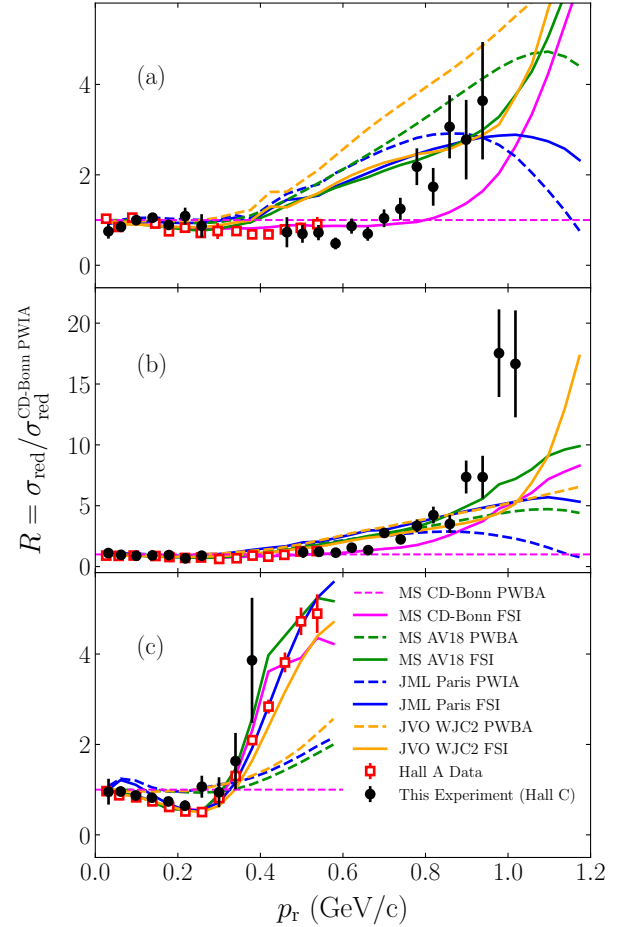 (a)
4
2
0
(b)
20
15
10
5
0
(c)
4
2
0
R = σred/σred^CD-Bonn PWIA
MS CD-Bonn PWBA
MS CD-Bonn FSI
MS AV18 PWBA
MS AV18 FSI
JML Paris PWIA
JML Paris FSI
JVO WJC2 PWBA
JVO WJC2 FSI
Hall A Data
This Experiment (Hall C)
0.0 0.2 0.4 0.6 0.8 1.0 1.2
pr (GeV/c)